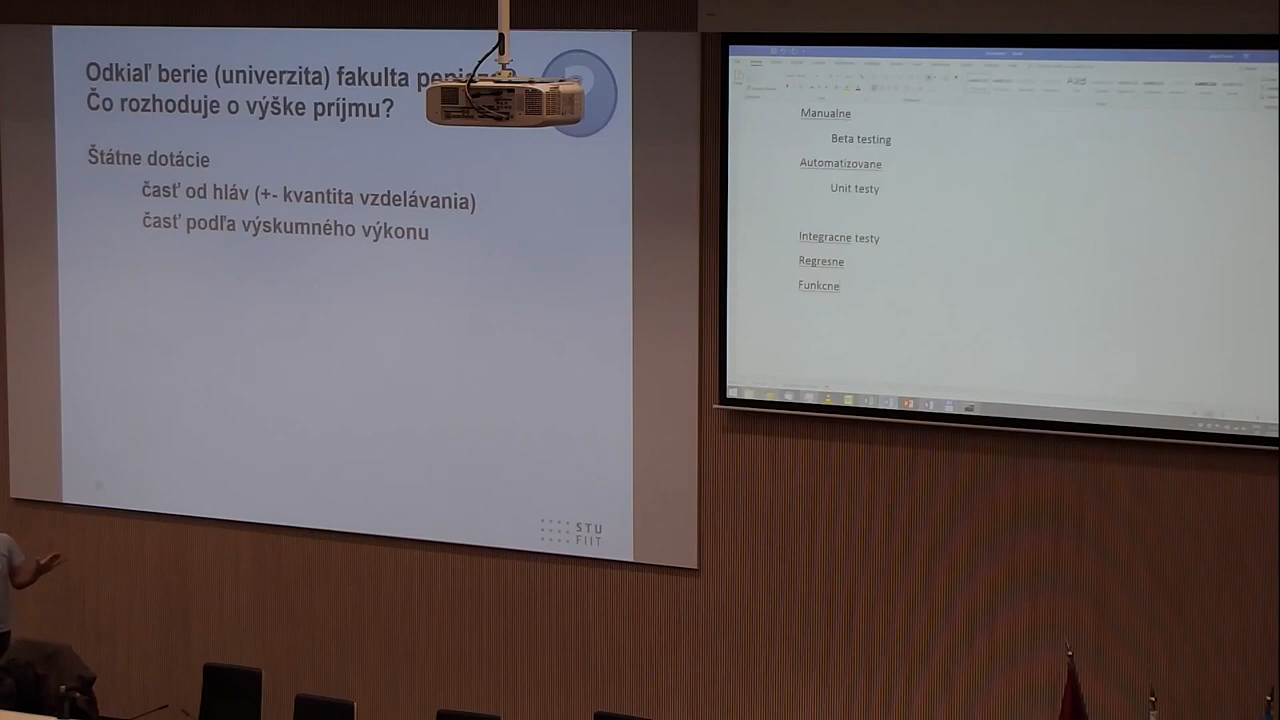 Odkiaľ berie (univerzita) fakulta
Čo rozhoduje o výške príjmu?
Štátne dotácie
časť od hláv (+- kvantita vzdelávania)
časť podľa výskumného výkonu
STU
FIIT
Manualne
Beta testing
Automatizovane
Unit testy
Integracne testy
Regresne
Funkcne